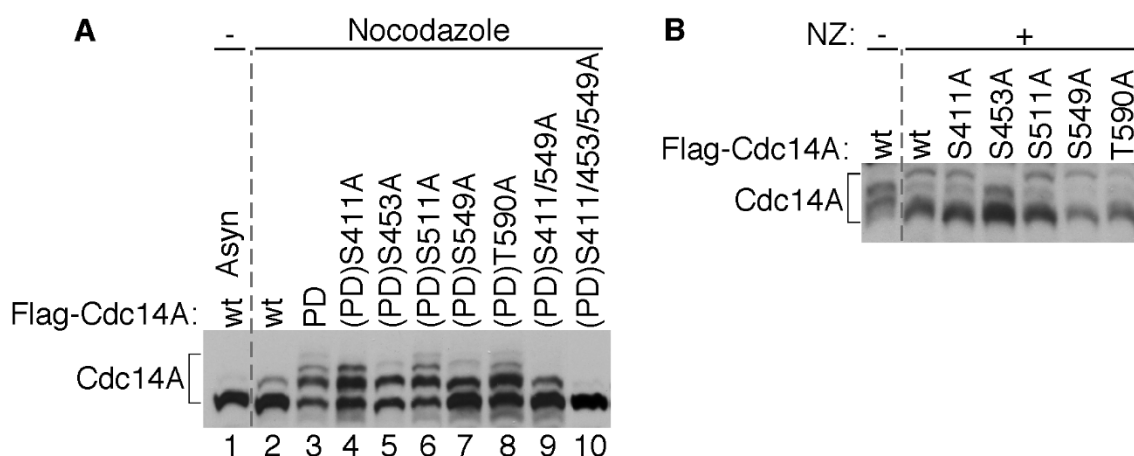 A
- Nocodazole
Asyn
Flag-Cdc14A: wt wt PD (PD)S411A (PD)S453A (PD)S511A (PD)S549A (PD)T590A (PD)S411/549A (PD)S411/453/549A
Cdc14A
1 2 3 4 5 6 7 8 9 10
B
NZ: - +
Flag-Cdc14A: wt wt S411A S453A S511A S549A T590A
Cdc14A